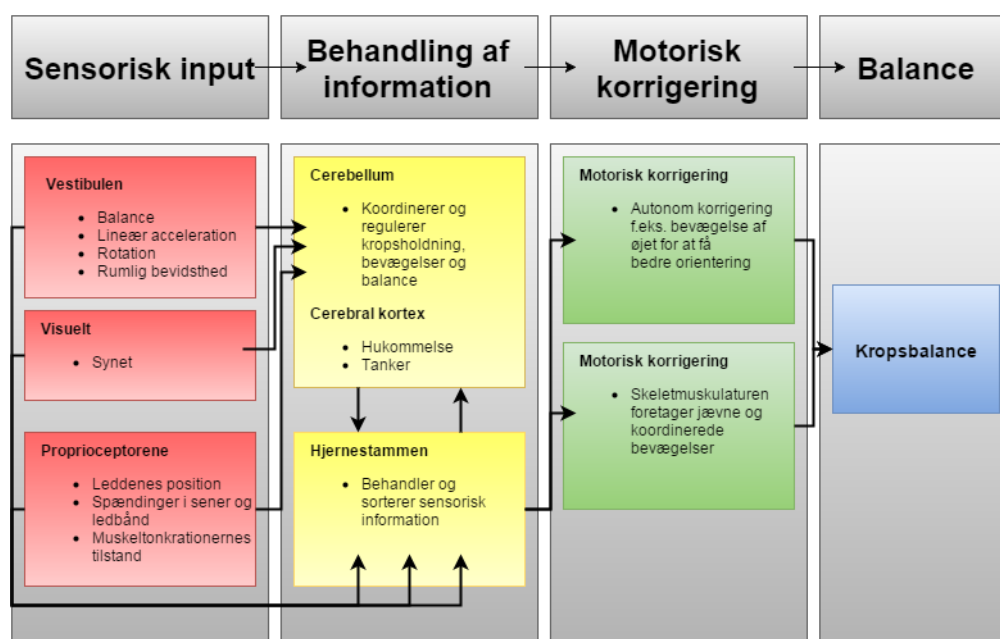 Sensorisk input
Behandling af
information
Motorisk
korrigering
Balance
Vestibulen
• Balance
• Lineær acceleration
• Rotation
• Rumlig bevidsthed
Visuelt
• Synet
Proprioceptorene
• Leddenes position
• Spændinger i sener og
ledbånd
• Muskeltonkrationernes
tilstand
Cerebellum
• Koordinerer og
regulerer
kropsholdning,
bevægelser og
balance
Cerebral kortex
• Hukommelse
• Tanker
Hjernestammen
• Behandler og
sorterer sensorisk
information
Motorisk korrigering
• Autonom korrigering
f.eks. bevægelse af
øjet for at få
bedre orientering
Motorisk korrigering
• Skeletmuskulaturen
foretager jævne og
koordinerede
bevægelser
Kropsbalance